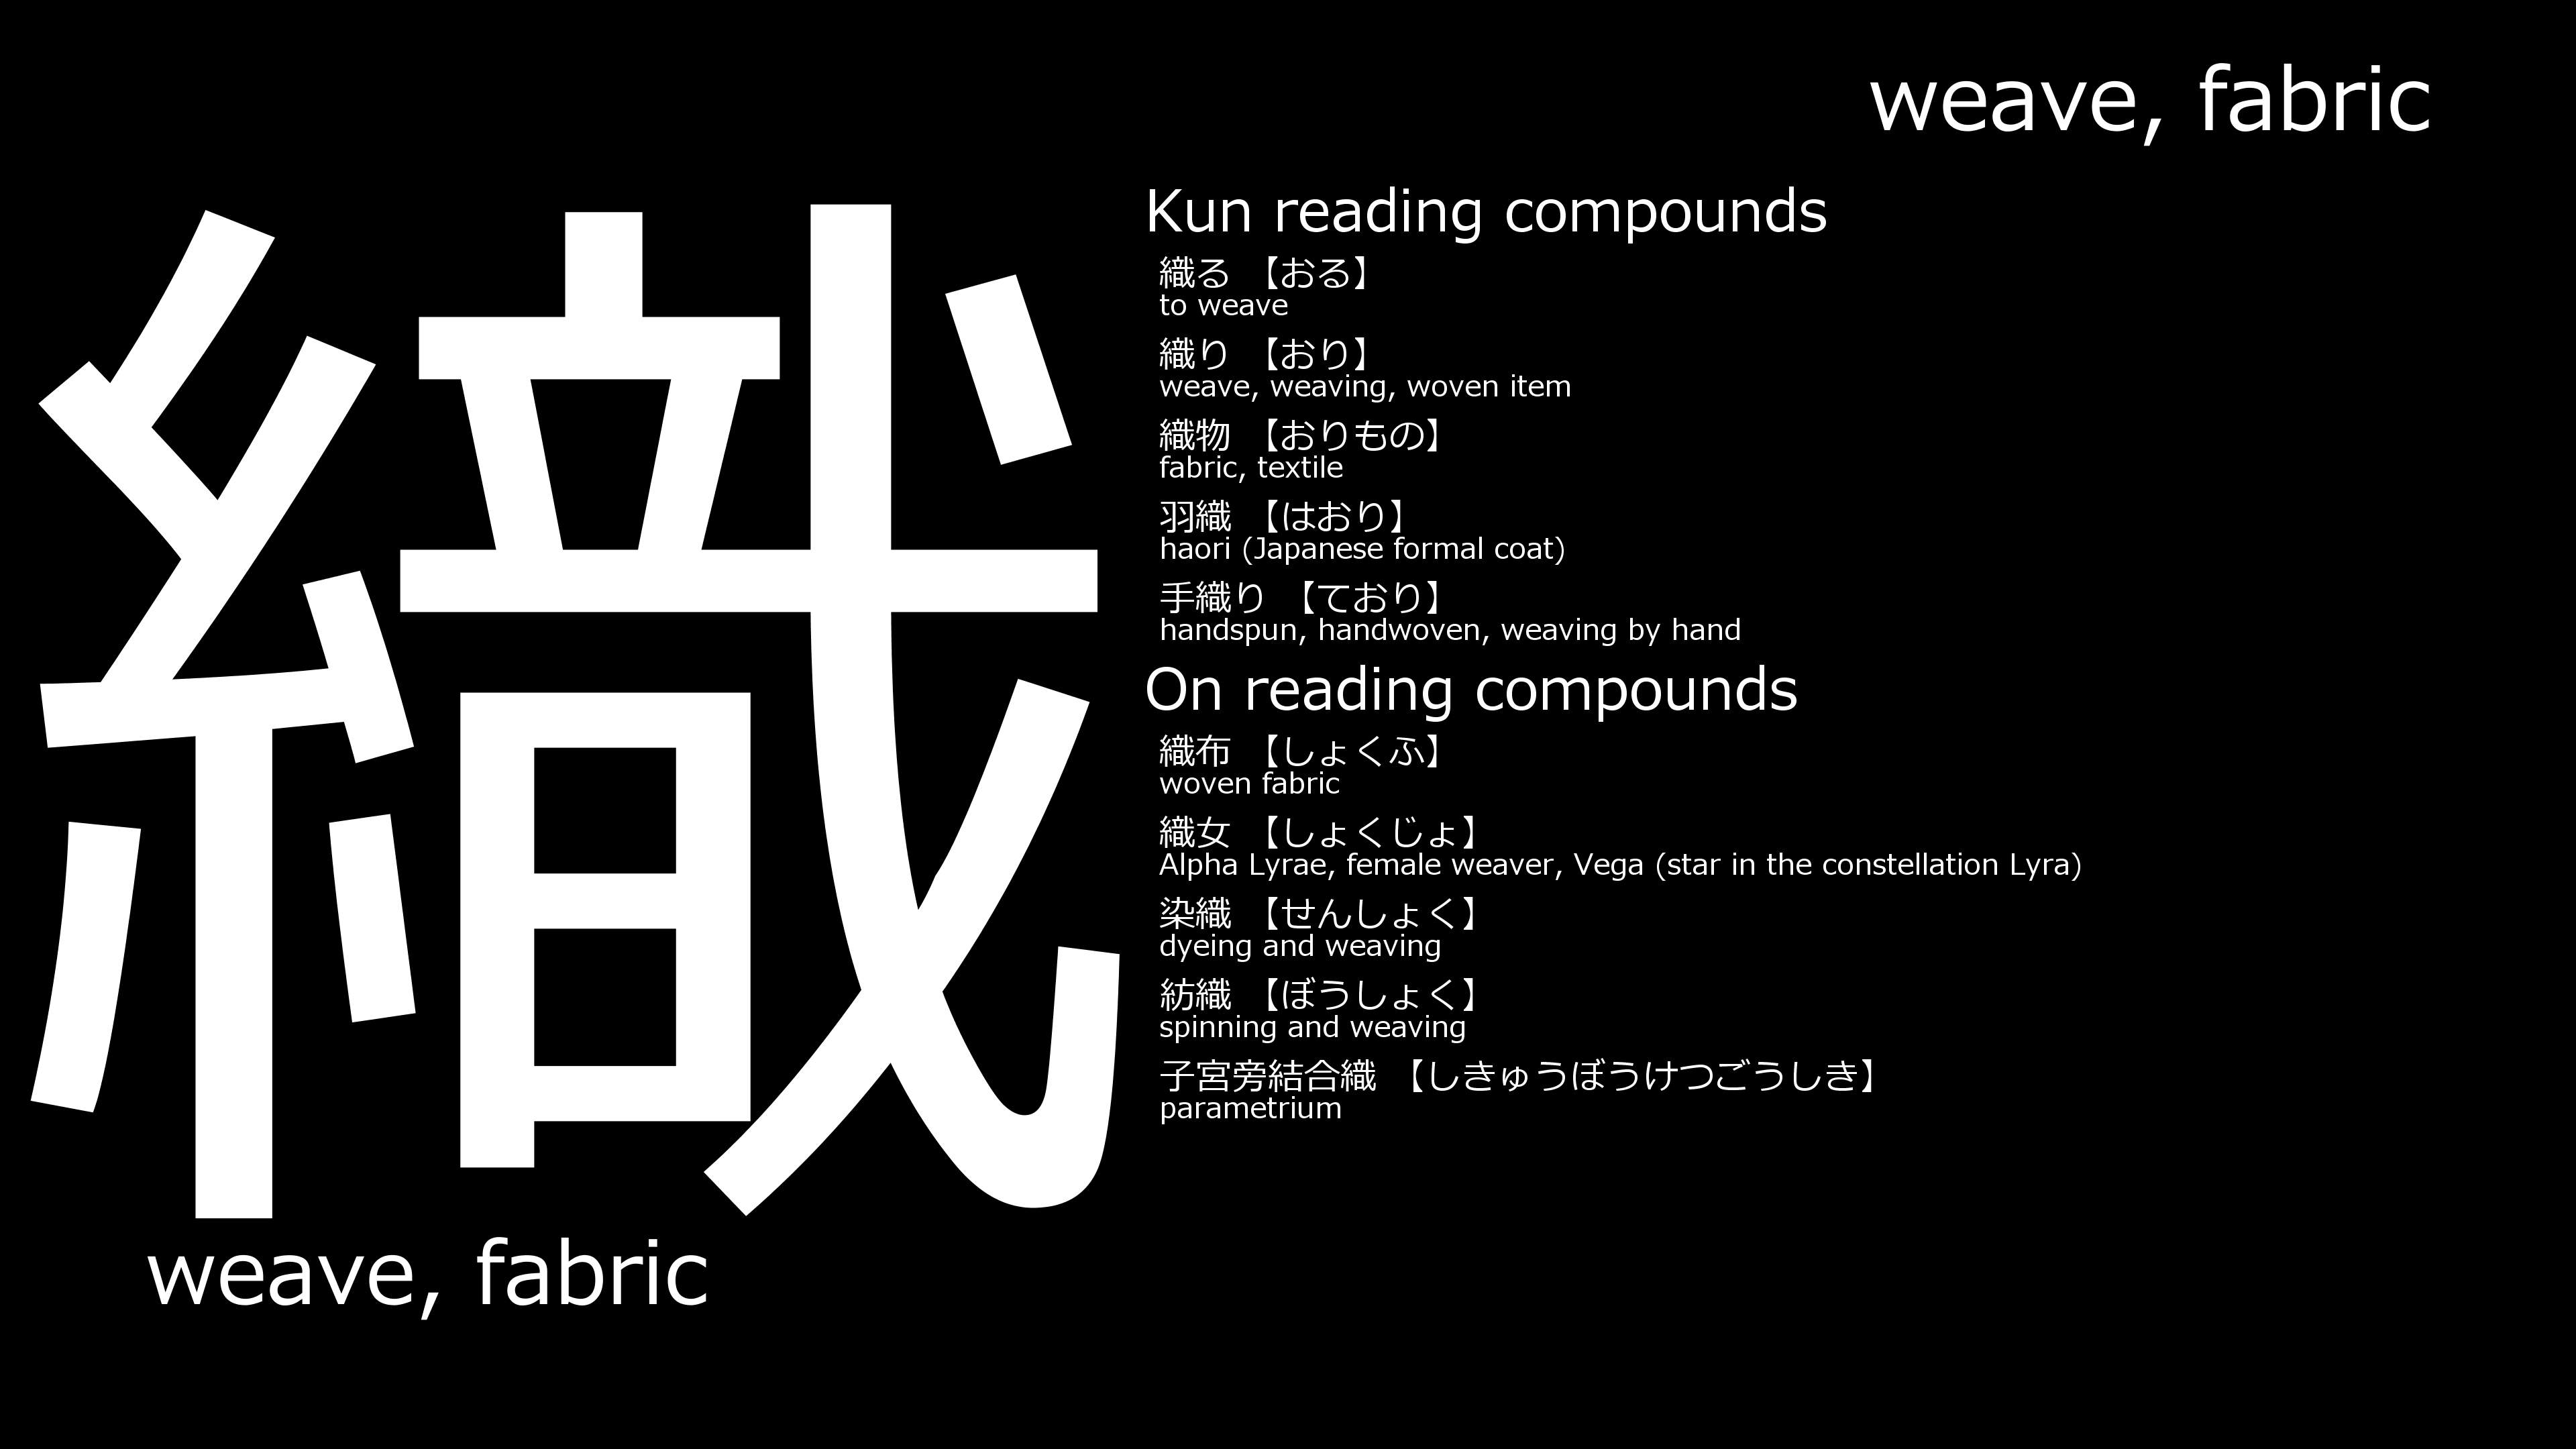 weave, fabric
織
weave, fabric
Kun reading compounds
織る 【おる】
to weave
織り 【おり】
weave, weaving, woven item
織物 【おりもの】
fabric, textile
羽織 【はおり】
haori (Japanese formal coat)
手織り 【ており】
handspun, handwoven, weaving by hand
On reading compounds
織布 【しょくふ】
woven fabric
織女 【しょくじょ】
Alpha Lyrae, female weaver, Vega (star in the constellation Lyra)
染織 【せんしょく】
dyeing and weaving
紡織 【ぼうしょく】
spinning and weaving
子宮旁結合織 【しきゅうぼうけつごうしき】
parametrium